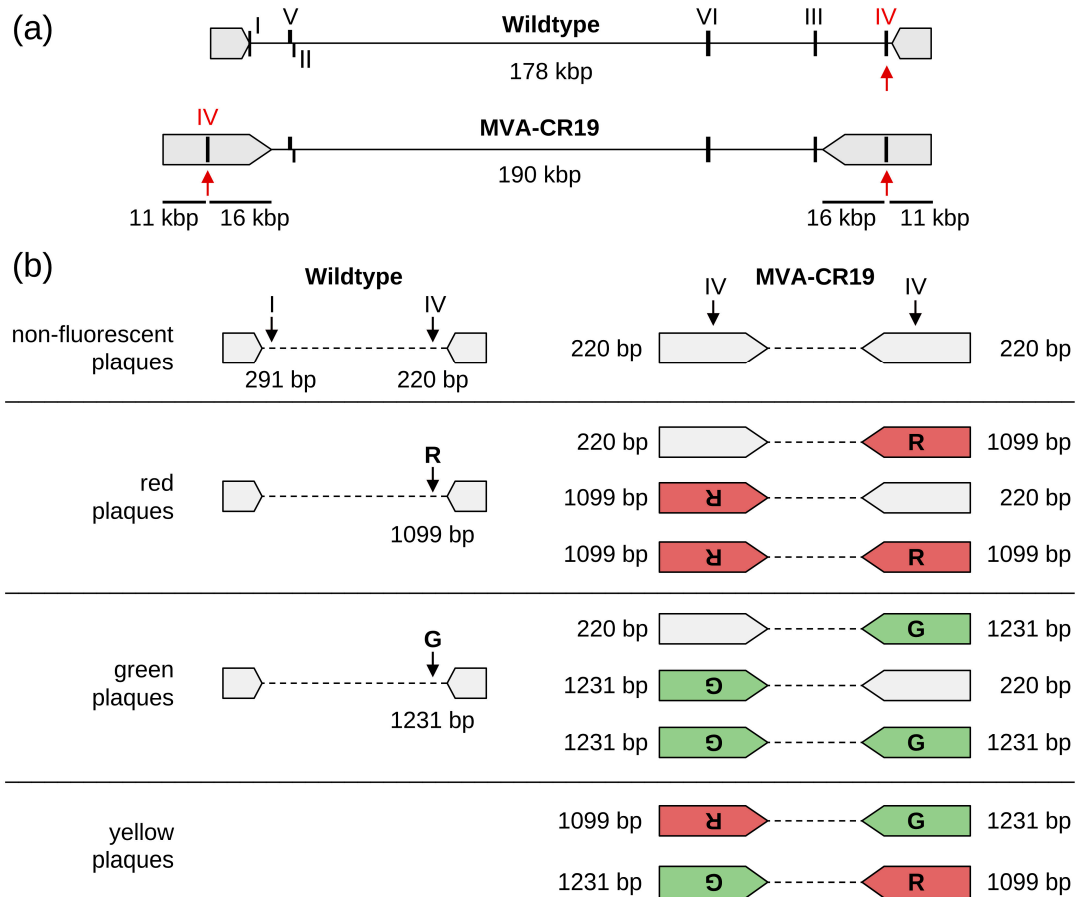 (a)
I V II Wildtype VI III IV
178 kbp
IV MVA-CR19
190 kbp
11 kbp 16 kbp 16 kbp 11 kbp
(b)
Wildtype MVA-CR19
I IV IV IV
non-fluorescent
plaques
291 bp 220 bp
220 bp 220 bp
red
plaques
R
1099 bp
220 bp R 1099 bp
1099 bp R 220 bp
1099 bp R R 1099 bp
green
plaques
G
1231 bp
220 bp G 1231 bp
1231 bp G 220 bp
1231 bp G G 1231 bp
yellow
plaques
1099 bp R G 1231 bp
1231 bp G R 1099 bp